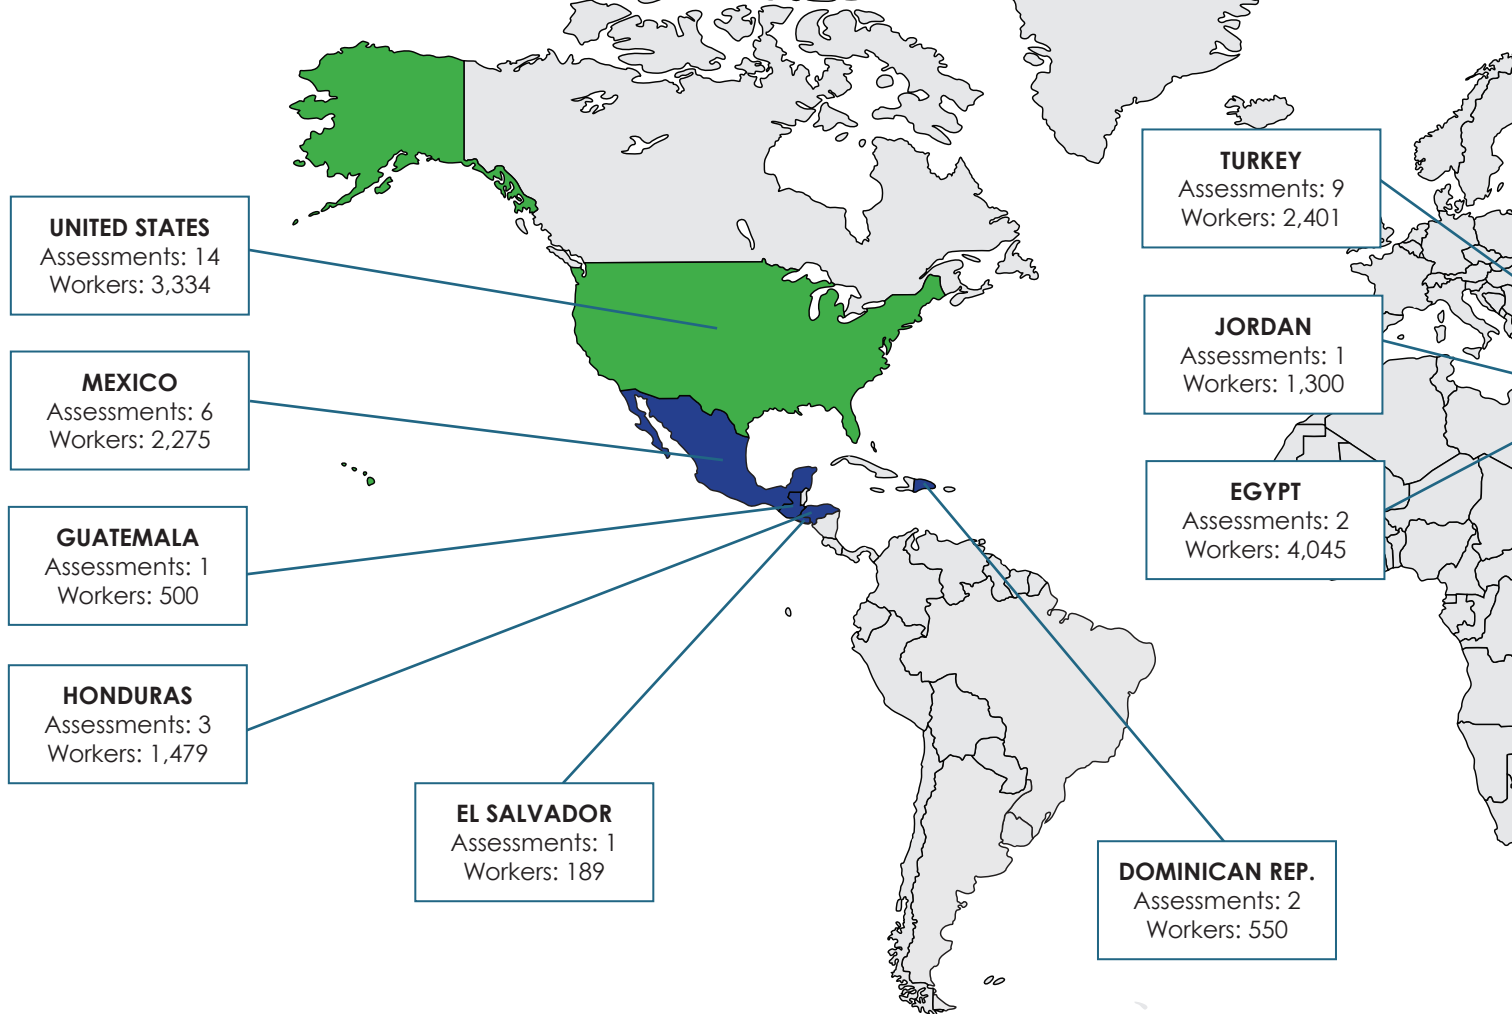 UNITED STATES
Assessments: 14
Workers: 3,334
MEXICO
Assessments: 6
Workers: 2,275
GUATEMALA
Assessments: 1
Workers: 500
HONDURAS
Assessments: 3
Workers: 1,479
EL SALVADOR
Assessments: 1
Workers: 189
DOMINICAN REP.
Assessments: 2
Workers: 550
TURKEY
Assessments: 9
Workers: 2,401
JORDAN
Assessments: 1
Workers: 1,300
EGYPT
Assessments: 2
Workers: 4,045